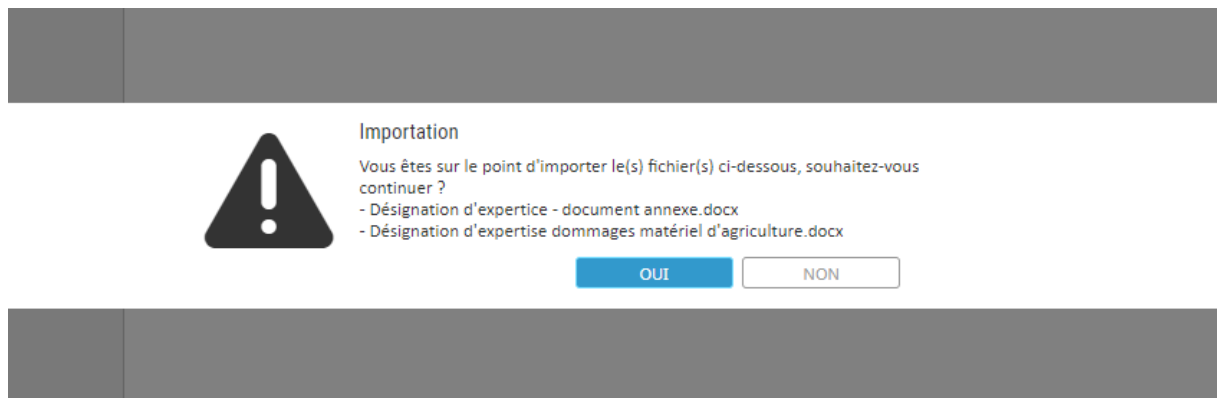 Importation
Vous êtes sur le point d'importer le(s) fichier(s) ci-dessous, souhaitez-vous
continuer ?
- Désignation d'expertice - document annexe.docx
- Désignation d'expertise dommages matériel d'agriculture.docx
OUI NON